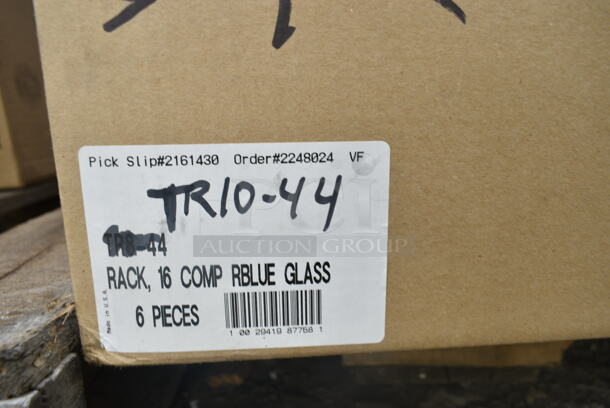 Pick Slip#2161430 Order#2248024 VF
TR10-44
TR8-44
PCI
AUCTION GROUP
RACK, 16 COMP RBLUE GLASS
6 PIECES
Made in U.S.A.
1 00 29419 87758 1